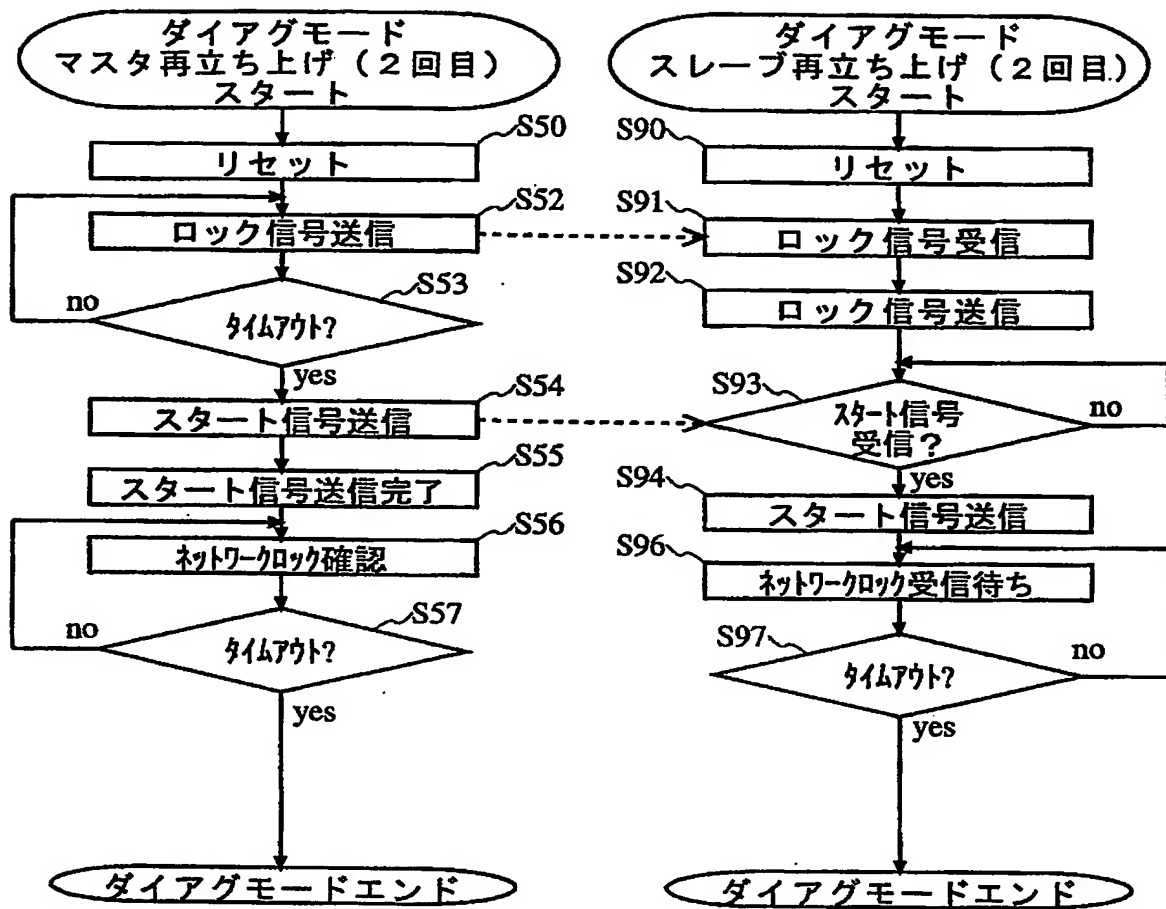 ダイアグモード
マスタ再立ち上げ（２回目）
スタート
S50
リセット
S52
ロック信号送信
S53
no
タイムアウト?
yes
S54
スタート信号送信
S55
スタート信号送信完了
S56
ネットワークロック確認
S57
no
タイムアウト?
yes
ダイアグモードエンド
ダイアグモード
スレーブ再立ち上げ（２回目）
スタート
S90
リセット
S91
ロック信号受信
S92
ロック信号送信
S93
スタート信号
受信？
no
yes
S94
スタート信号送信
S96
ネットワークロック受信待ち
S97
タイムアウト?
no
yes
ダイアグモードエンド